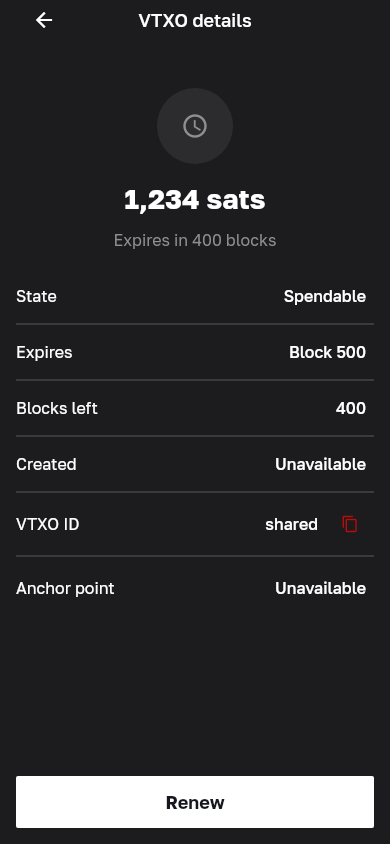 VTXO details
1,234 sats
Expires in 400 blocks
State Spendable
Expires Block 500
Blocks left 400
Created Unavailable
VTXO ID shared
Anchor point Unavailable
Renew